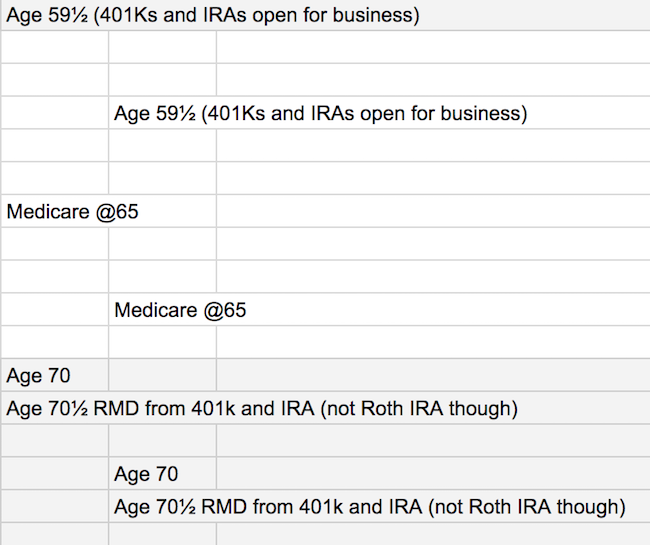 Age 59½ (401Ks and IRAs open for business)
Age 59½ (401Ks and IRAs open for business)
Medicare @65
Medicare @65
Age 70
Age 70½ RMD from 401k and IRA (not Roth IRA though)
Age 70
Age 70½ RMD from 401k and IRA (not Roth IRA though)